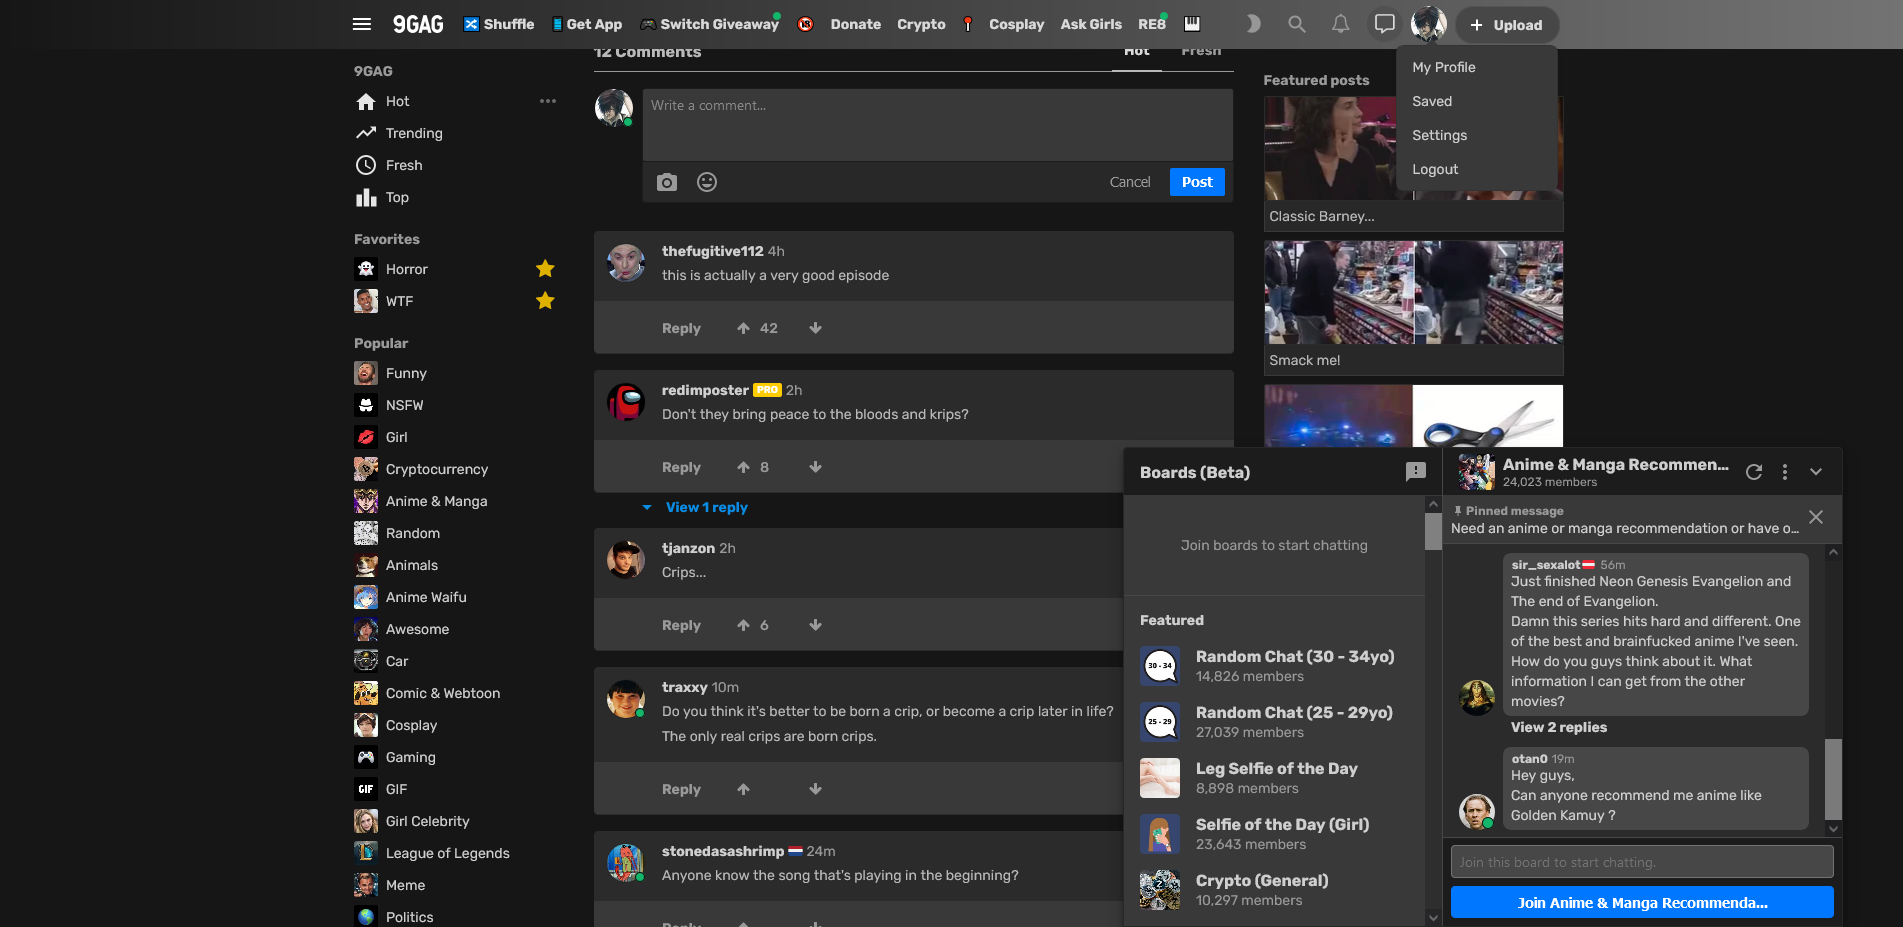 9GAG
Shuffle
Get App
Switch Giveaway
18
Donate
Crypto
Cosplay
Ask Girls
RE8
+ Upload
My Profile
Saved
Settings
Logout
9GAG
Hot
Trending
Fresh
Top
Favorites
Horror
WTF
Popular
Funny
NSFW
Girl
Cryptocurrency
Anime & Manga
Random
Animals
Anime Waifu
Awesome
Car
Comic & Webtoon
Cosplay
Gaming
GIF
GIF
Girl Celebrity
League of Legends
Meme
Politics
12 Comments
Hot
Fresh
Write a comment...
Cancel
Post
thefugitive112 4h
this is actually a very good episode
Reply
42
redimposter PRO 2h
Don't they bring peace to the bloods and krips?
Reply
8
View 1 reply
tjanzon 2h
Crips...
Reply
6
traxxy 10m
Do you think it's better to be born a crip, or become a crip later in life?
The only real crips are born crips.
Reply
stonedasashrimp 24m
Anyone know the song that's playing in the beginning?
Reply
Featured posts
Classic Barney...
Smack me!
Boards (Beta)
Join boards to start chatting
Featured
30 - 34
Random Chat (30 - 34yo)
14,826 members
25 - 29
Random Chat (25 - 29yo)
27,039 members
Leg Selfie of the Day
8,898 members
Selfie of the Day (Girl)
23,643 members
Crypto (General)
10,297 members
Anime & Manga Recommen...
24,023 members
Pinned message
Need an anime or manga recommendation or have o...
sir_sexalot 56m
Just finished Neon Genesis Evangelion and
The end of Evangelion.
Damn this series hits hard and different. One
of the best and brainfucked anime I've seen.
How do you guys think about it. What
information I can get from the other
movies?
View 2 replies
otan0 19m
Hey guys,
Can anyone recommend me anime like
Golden Kamuy ?
Join this board to start chatting.
Join Anime & Manga Recommenda...